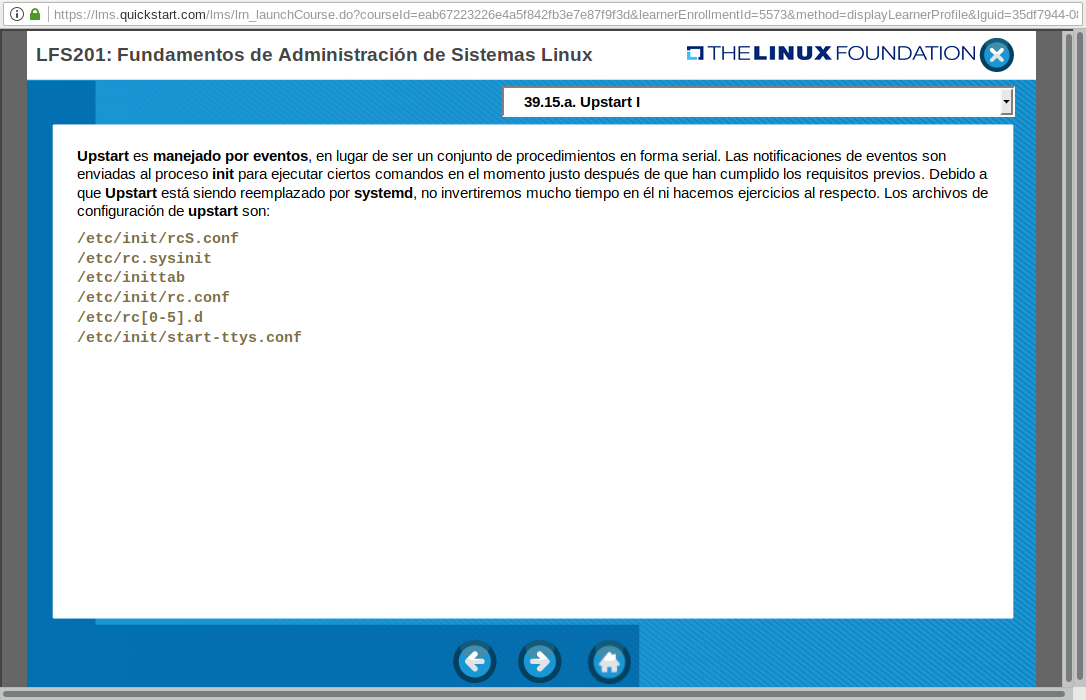 https://lms.quickstart.com/lms/lrn_launchCourse.do?courseId=eab67223226e4a5f842fb3e7e87f9f3d&learnerEnrollmentId=5573&method=displayLearnerProfile&lguid=35df7944-0
LFS201: Fundamentos de Administración de Sistemas Linux
THE LINUX FOUNDATION
39.15.a. Upstart I
Upstart es manejado por eventos, en lugar de ser un conjunto de procedimientos en forma serial. Las notificaciones de eventos son
enviadas al proceso init para ejecutar ciertos comandos en el momento justo después de que han cumplido los requisitos previos. Debido a
que Upstart está siendo reemplazado por systemd, no invertiremos mucho tiempo en él ni hacemos ejercicios al respecto. Los archivos de
configuración de upstart son:
/etc/init/rcS.conf
/etc/rc.sysinit
/etc/inittab
/etc/init/rc.conf
/etc/rc[0-5].d
/etc/init/start-ttys.conf